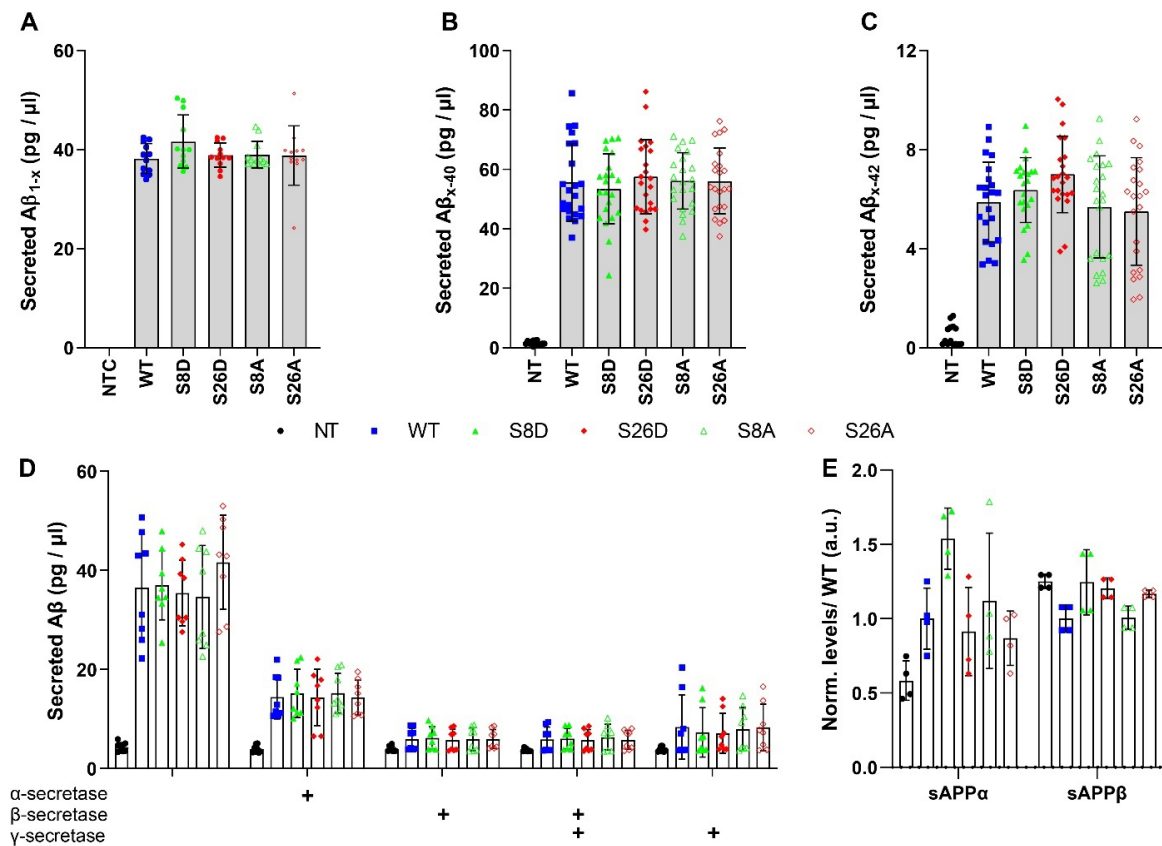 A
B
C
Secreted Aβ1-x (pg / µl)
60
40
20
0
NTC
WT
S8D
S26D
S8A
S26A
Secreted Aβx-40 (pg / µl)
100
80
60
40
20
0
NT
WT
S8D
S26D
S8A
S26A
Secreted Aβx-42 (pg / µl)
12
8
4
0
NT
WT
S8D
S26D
S8A
S26A
NT WT S8D S26D S8A S26A
D
E
Secreted Aβ (pg / µl)
60
40
20
0
α-secretase +
β-secretase + +
γ-secretase + +
Norm. levels/ WT (a.u.)
2.0
1.5
1.0
0.5
0.0
sAPPα sAPPβ